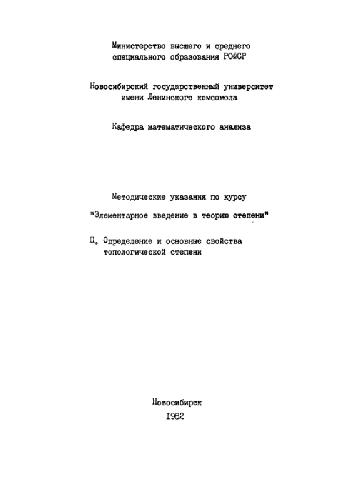 Министерство высшего и среднего
специального образования РСФСР
Новосибирский государственный университет
имени Ленинского комсомола
Кафедра математического анализа
Методические указания по курсу
"Элементарное введение в теорию степени"
П. Определение и основные свойства
топологической степени
Новосибирск
1982